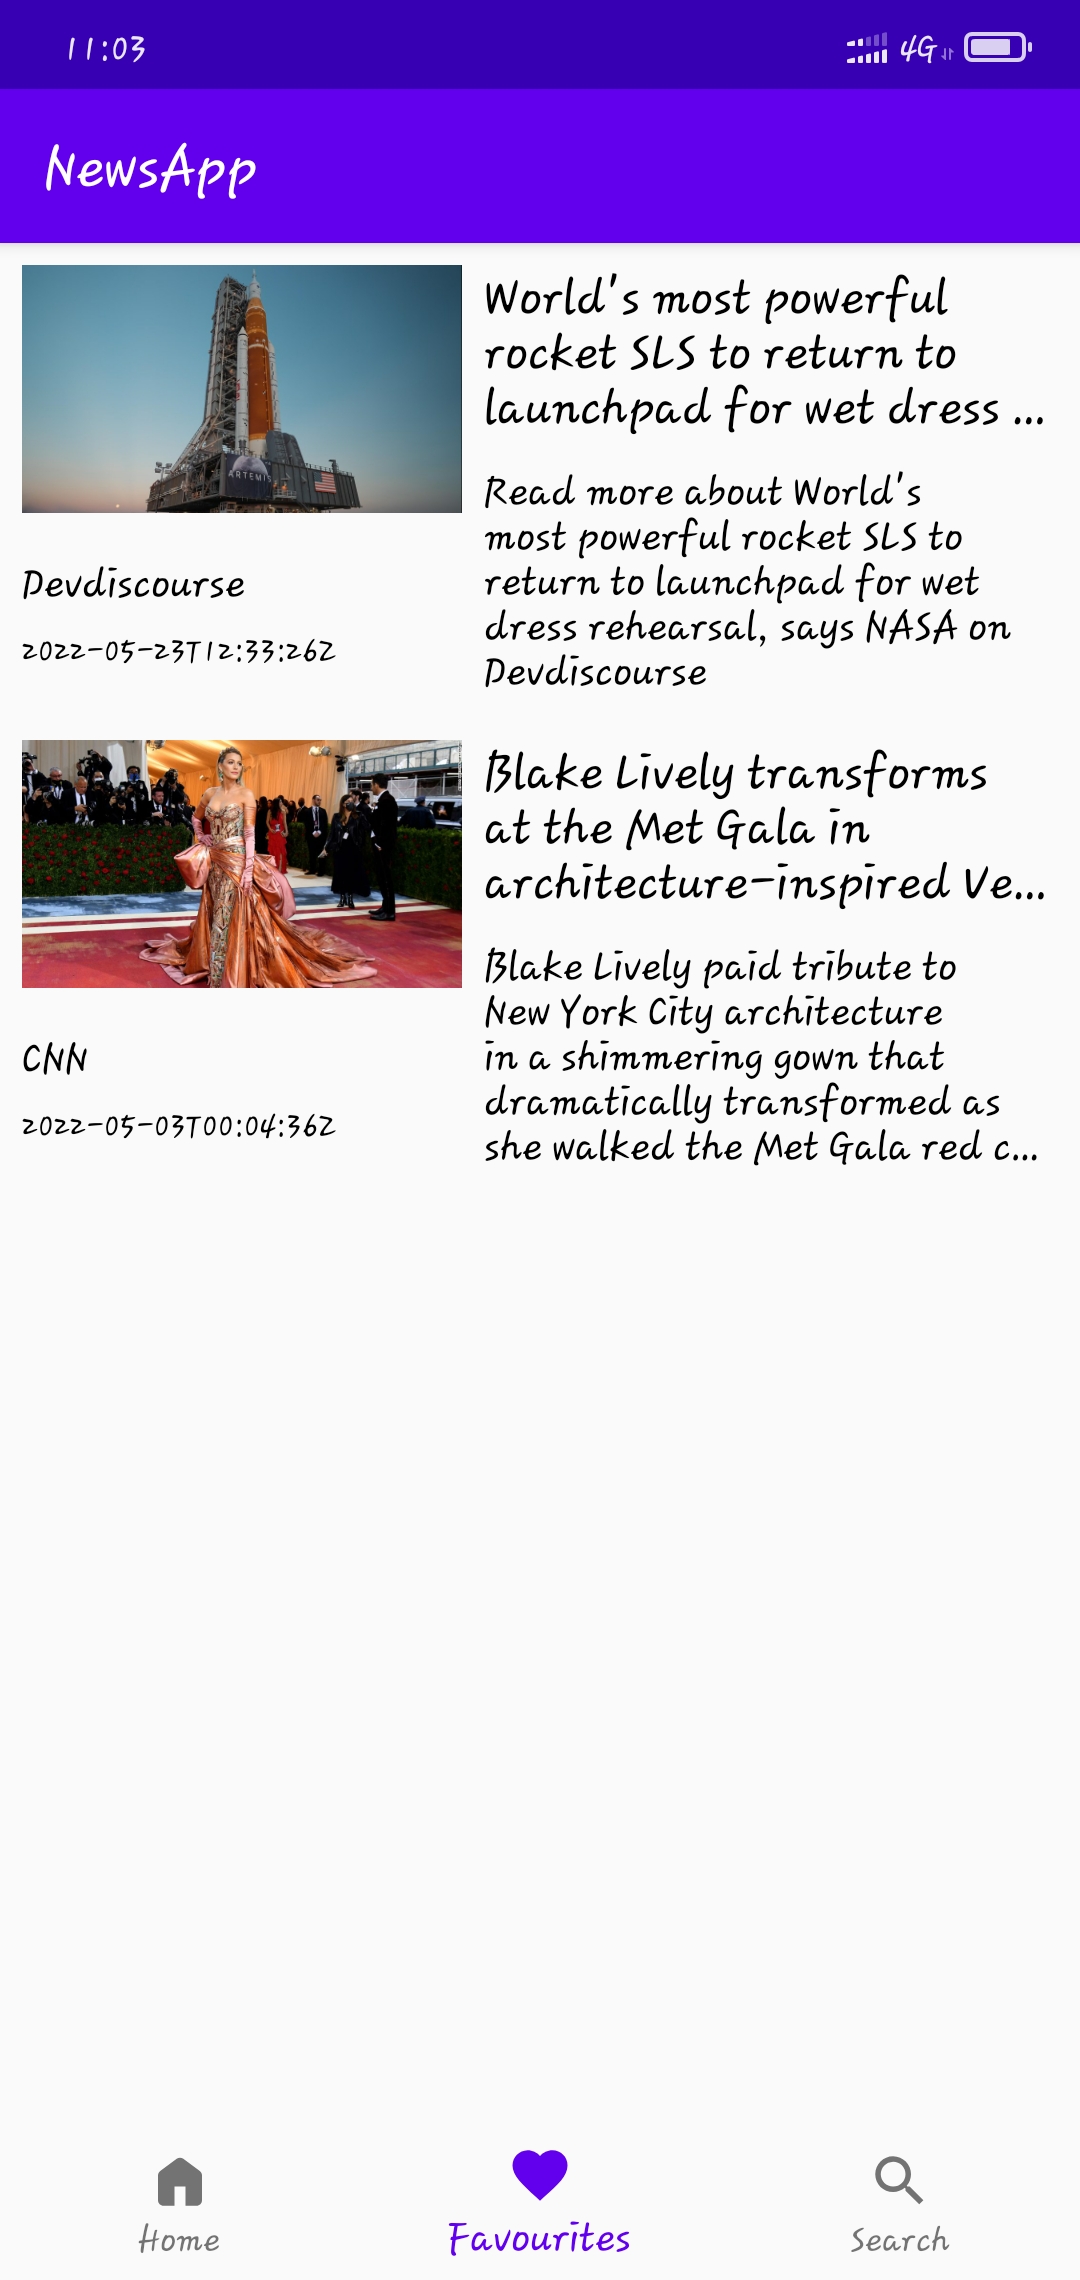 11:03
4G
NewsApp
World's most powerful
rocket SLS to return to
launchpad for wet dress ...
Read more about World's
most powerful rocket SLS to
return to launchpad for wet
dress rehearsal, says NASA on
Devdiscourse
ARTEMIS
Devdiscourse
2022-05-23T12:33:26Z
Blake Lively transforms
at the Met Gala in
architecture-inspired Ve...
Blake Lively paid tribute to
New York City architecture
in a shimmering gown that
dramatically transformed as
she walked the Met Gala red c...
CNN
2022-05-03T00:04:36Z
Home
Favourites
Search